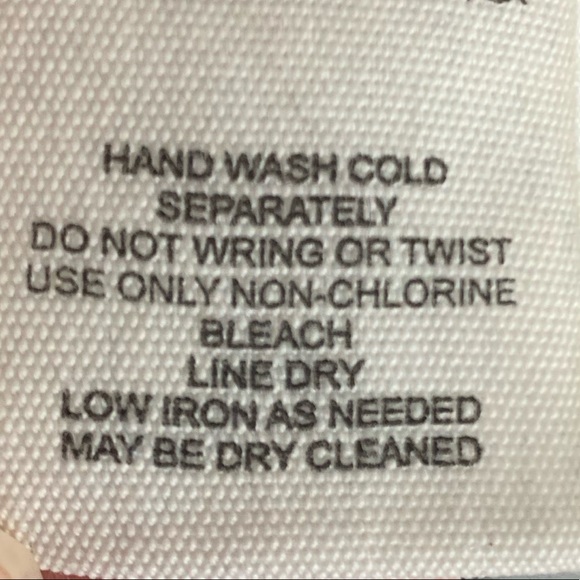 HAND WASH COLD
SEPARATELY
DO NOT WRING OR TWIST
USE ONLY NON-CHLORINE
BLEACH
LINE DRY
LOW IRON AS NEEDED
MAY BE DRY CLEANED